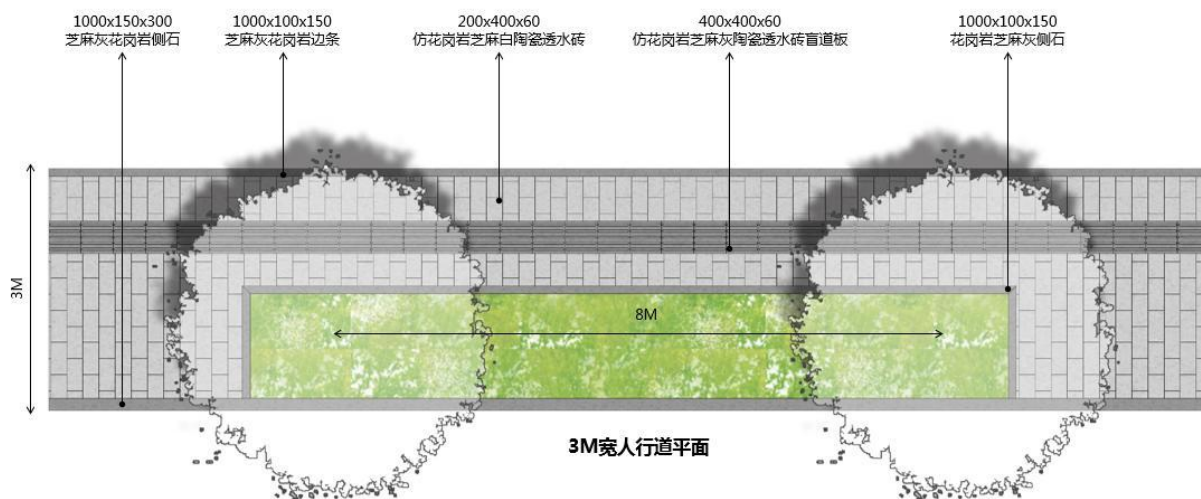 1000x150x300
芝麻灰花岗岩侧石
1000x100x150
芝麻灰花岗岩边条
200x400x60
仿花岗岩芝麻白陶瓷透水砖
400x400x60
仿花岗岩芝麻灰陶瓷透水砖盲道板
1000x100x150
花岗岩芝麻灰侧石
3M
8M
3M宽人行道平面